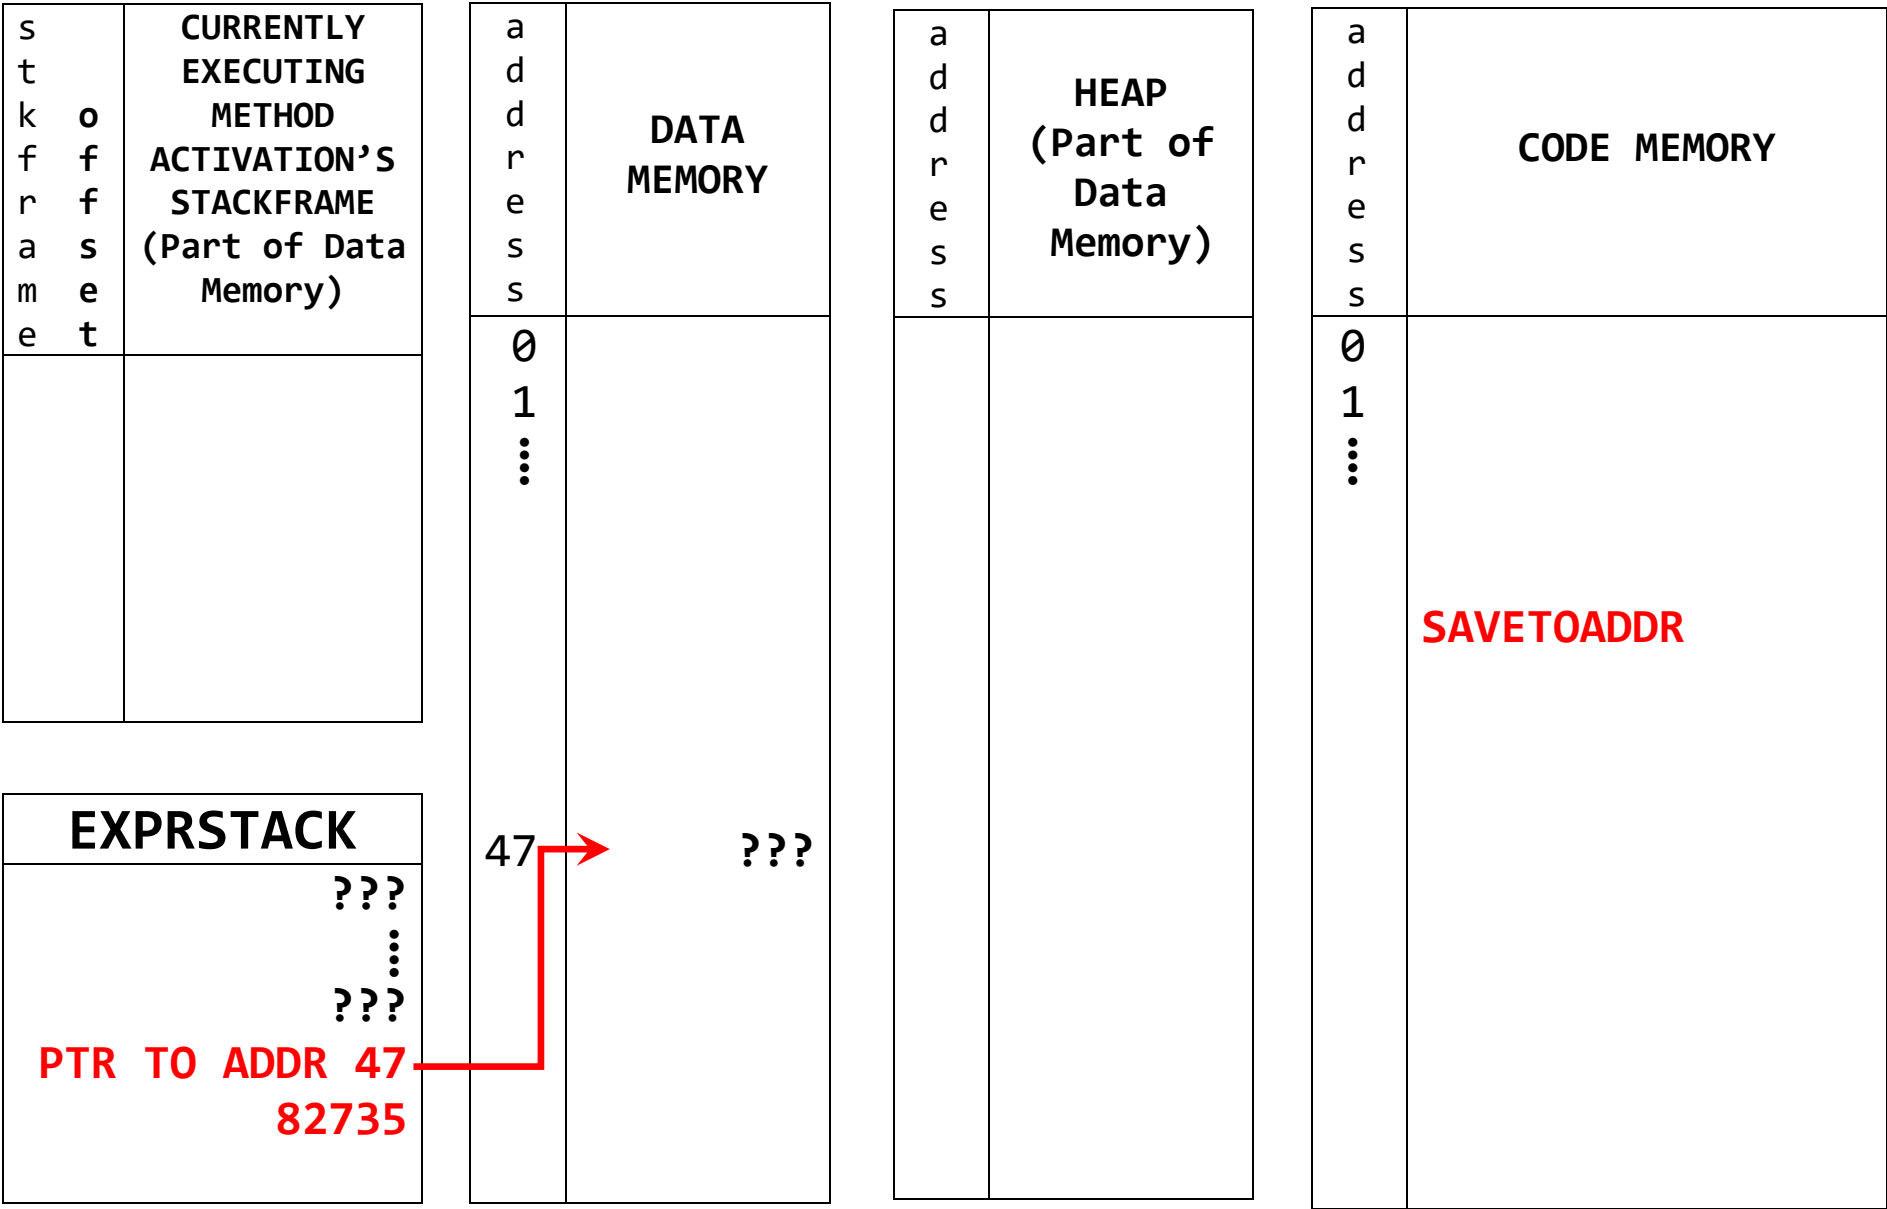 s
t
k o
f f
r f
a s
m e
e t
CURRENTLY
EXECUTING
METHOD
ACTIVATION’S
STACKFRAME
(Part of Data
Memory)
a
d
d
r
e
s
s
DATA
MEMORY
0
1
47 ???
a
d
d
r
e
s
s
HEAP
(Part of
Data
Memory)
a
d
d
r
e
s
s
CODE MEMORY
0
1
SAVETOADDR
EXPRSTACK
???
???
PTR TO ADDR 47
82735